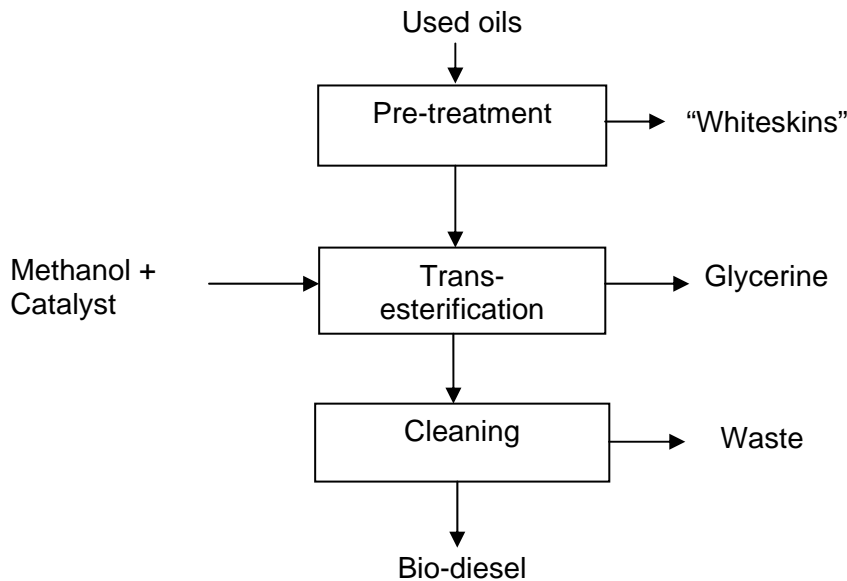 Used oils
Pre-treatment
“Whiteskins”
Methanol +
Catalyst
Trans-
esterification
Glycerine
Cleaning
Waste
Bio-diesel